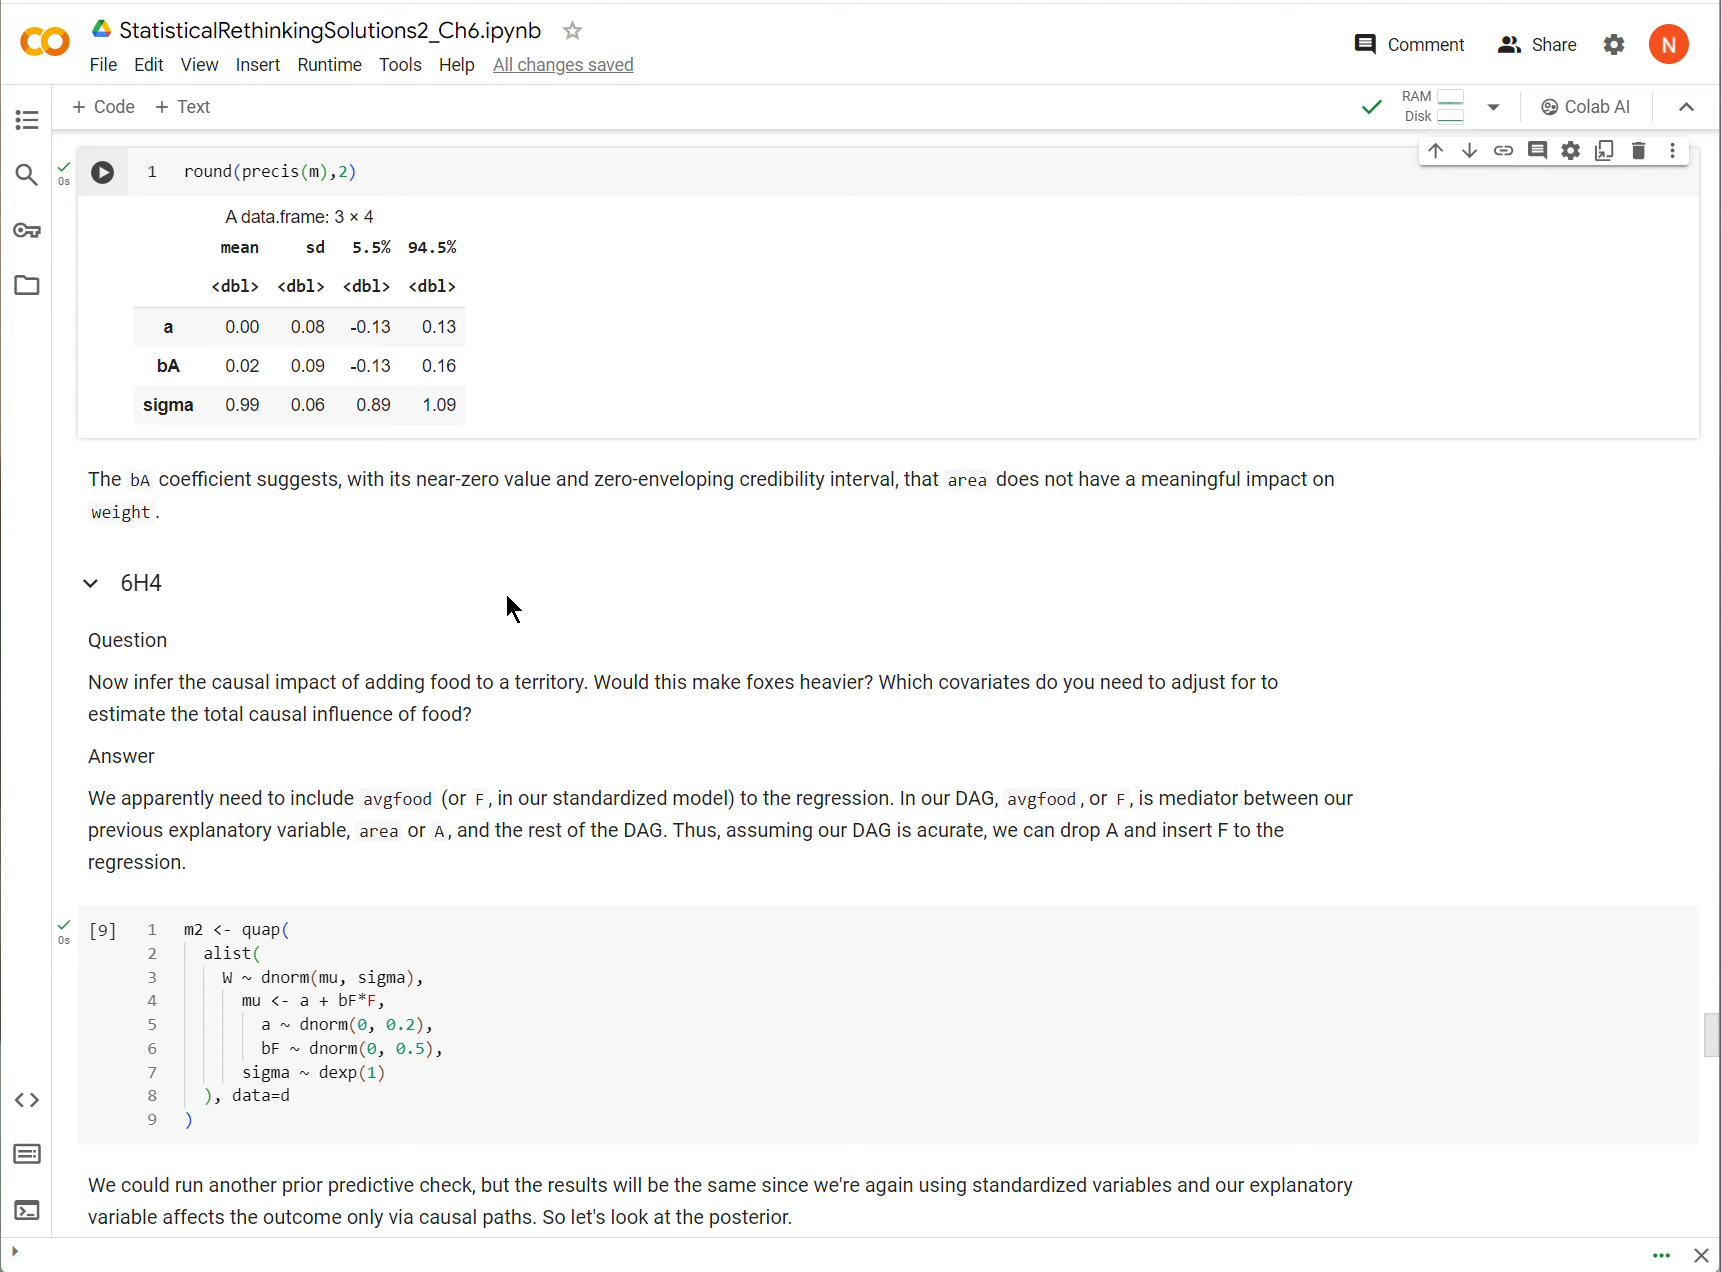 StatisticalRethinkingSolutions2_Ch6.ipynb
Comment
Share
N
File Edit View Insert Runtime Tools Help All changes saved
+ Code + Text
RAM
Disk
Colab AI
0s
1 round(precis(m),2)
A data.frame: 3 × 4
mean sd 5.5% 94.5%
<dbl> <dbl> <dbl> <dbl>
a 0.00 0.08 -0.13 0.13
bA 0.02 0.09 -0.13 0.16
sigma 0.99 0.06 0.89 1.09
The bA coefficient suggests, with its near-zero value and zero-enveloping credibility interval, that area does not have a meaningful impact on
weight.
6H4
Question
Now infer the causal impact of adding food to a territory. Would this make foxes heavier? Which covariates do you need to adjust for to
estimate the total causal influence of food?
Answer
We apparently need to include avgfood (or F, in our standardized model) to the regression. In our DAG, avgfood, or F, is mediator between our
previous explanatory variable, area or A, and the rest of the DAG. Thus, assuming our DAG is acurate, we can drop A and insert F to the
regression.
0s
[9]
1 m2 <- quap(
2 alist(
3 W ~ dnorm(mu, sigma),
4 mu <- a + bF*F,
5 a ~ dnorm(0, 0.2),
6 bF ~ dnorm(0, 0.5),
7 sigma ~ dexp(1)
8 ), data=d
9 )
We could run another prior predictive check, but the results will be the same since we're again using standardized variables and our explanatory
variable affects the outcome only via causal paths. So let's look at the posterior.